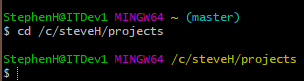 StephenH@ITDev1 MINGW64 ~ (master)
$ cd /c/steveH/projects
StephenH@ITDev1 MINGW64 /c/steveH/projects
$